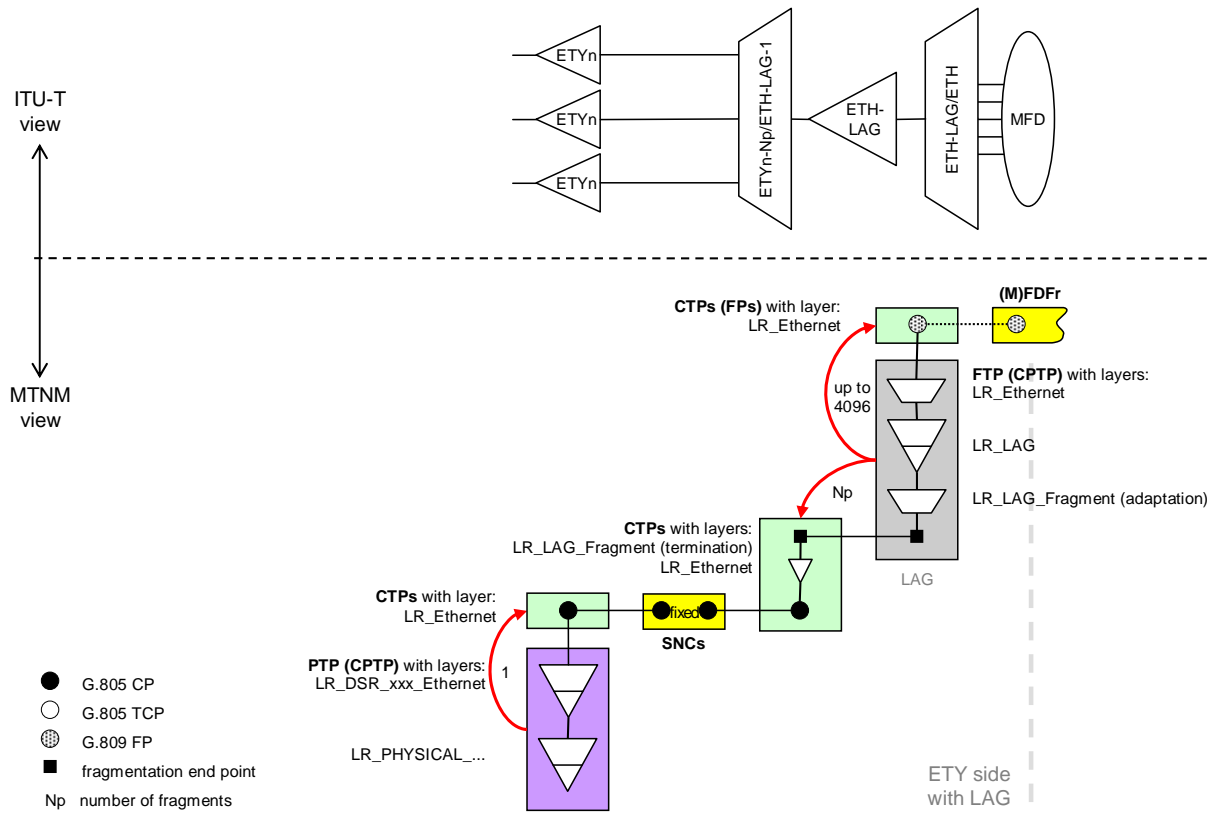 ITU-T
view
ETYn
ETYn
ETYn
ETYn-Np/ETH-LAG-1
ETH-
LAG
ETH-LAG/ETH
MFD
MTNM
view
CTPs (FPs) with layer:
LR_Ethernet
(M)FDFr
up to
4096
FTP (CPTP) with layers:
LR_Ethernet
LR_LAG
LR_LAG_Fragment (adaptation)
Np
CTPs with layers:
LR_LAG_Fragment (termination)
LR_Ethernet
LAG
CTPs with layer:
LR_Ethernet
fixed
SNCs
PTP (CPTP) with layers:
LR_DSR_xxx_Ethernet
1
LR_PHYSICAL_...
G.805 CP
G.805 TCP
G.809 FP
fragmentation end point
Np number of fragments
ETY side
with LAG